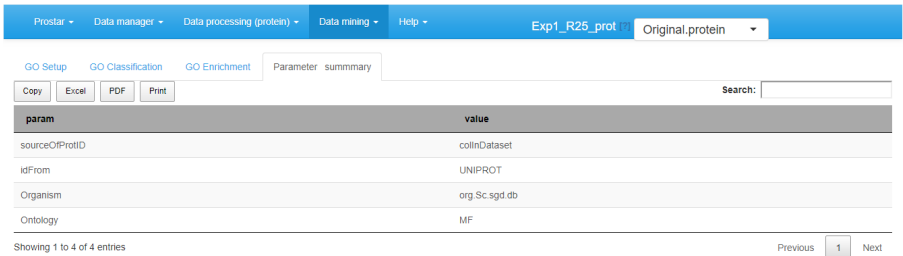 Prostar Data manager Data processing (protein) Data mining Help Exp1_R25_prot [?] Original.protein
GO Setup GO Classification GO Enrichment Parameter summmary
Copy Excel PDF Print Search:
param value
sourceOfProtID colInDataset
idFrom UNIPROT
Organism org.Sc.sgd.db
Ontology MF
Showing 1 to 4 of 4 entries Previous 1 Next